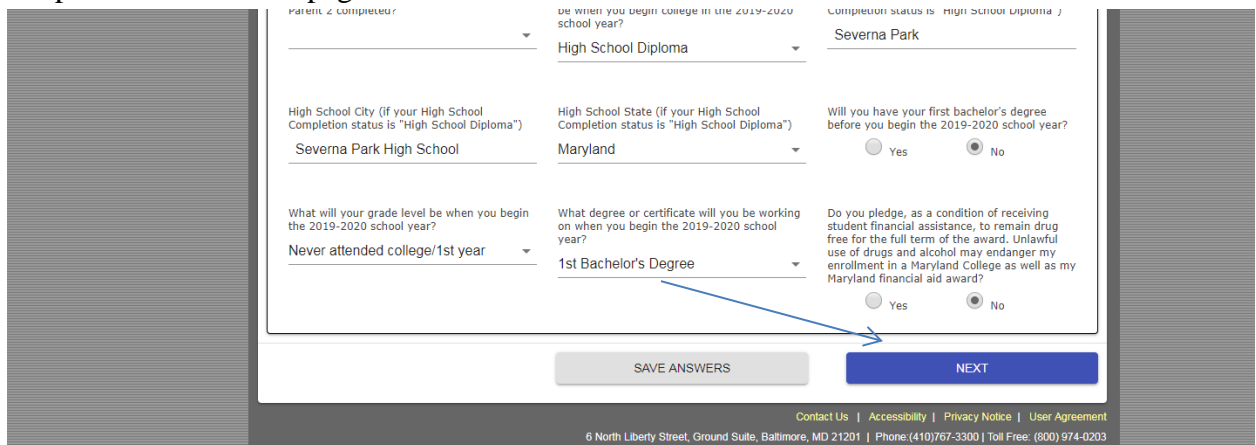 Parent 2 completed?
be when you begin college in the 2019-2020
school year?
High School Diploma
Completion status is "High School Diploma")
Severna Park
High School City (if your High School
Completion status is "High School Diploma")
Severna Park High School
High School State (if your High School
Completion status is "High School Diploma")
Maryland
Will you have your first bachelor's degree
before you begin the 2019-2020 school year?
Yes No
What will your grade level be when you begin
the 2019-2020 school year?
Never attended college/1st year
What degree or certificate will you be working
on when you begin the 2019-2020 school
year?
1st Bachelor's Degree
Do you pledge, as a condition of receiving
student financial assistance, to remain drug
free for the full term of the award. Unlawful
use of drugs and alcohol may endanger my
enrollment in a Maryland College as well as my
Maryland financial aid award?
Yes No
SAVE ANSWERS
NEXT
Contact Us | Accessibility | Privacy Notice | User Agreement
6 North Liberty Street, Ground Suite, Baltimore, MD 21201 | Phone:(410)767-3300 | Toll Free: (800) 974-0203